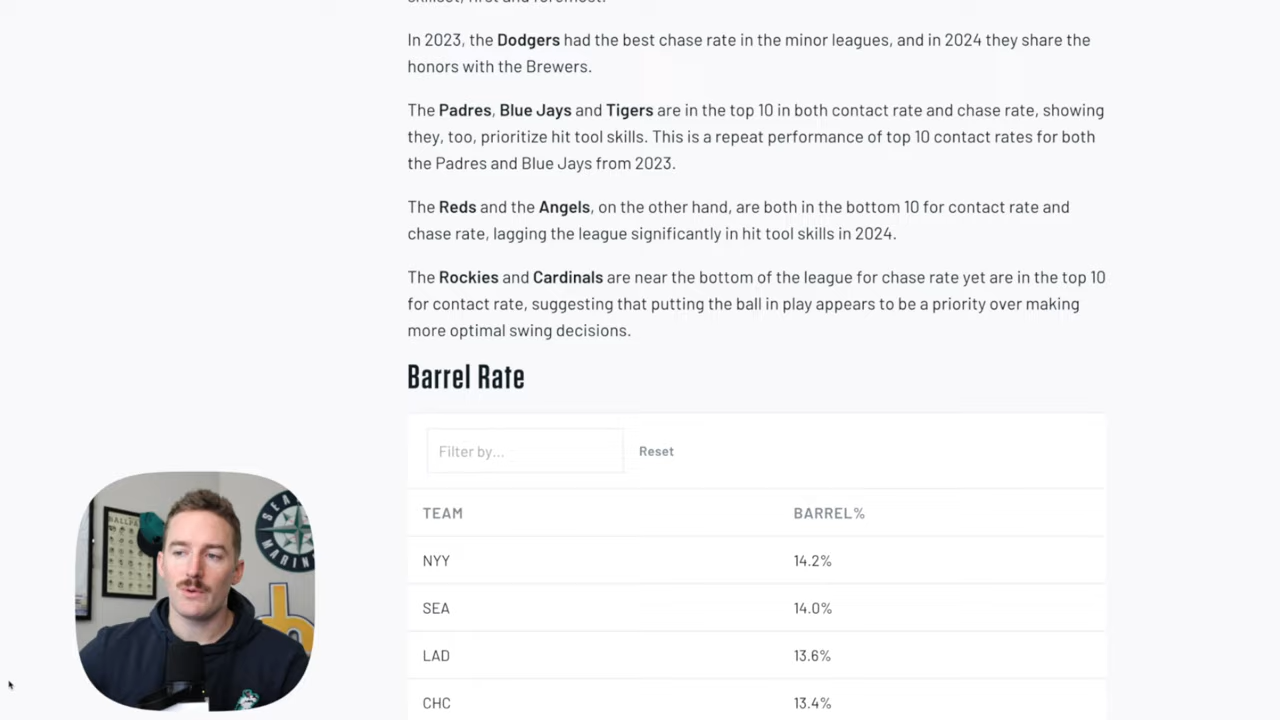 In 2023, the Dodgers had the best chase rate in the minor leagues, and in 2024 they share the
honors with the Brewers.
The Padres, Blue Jays and Tigers are in the top 10 in both contact rate and chase rate, showing
they, too, prioritize hit tool skills. This is a repeat performance of top 10 contact rates for both
the Padres and Blue Jays from 2023.
The Reds and the Angels, on the other hand, are both in the bottom 10 for contact rate and
chase rate, lagging the league significantly in hit tool skills in 2024.
The Rockies and Cardinals are near the bottom of the league for chase rate yet are in the top 10
for contact rate, suggesting that putting the ball in play appears to be a priority over making
more optimal swing decisions.
Barrel Rate
Filter by... Reset
TEAM BARREL%
NYY 14.2%
SEA 14.0%
LAD 13.6%
CHC 13.4%